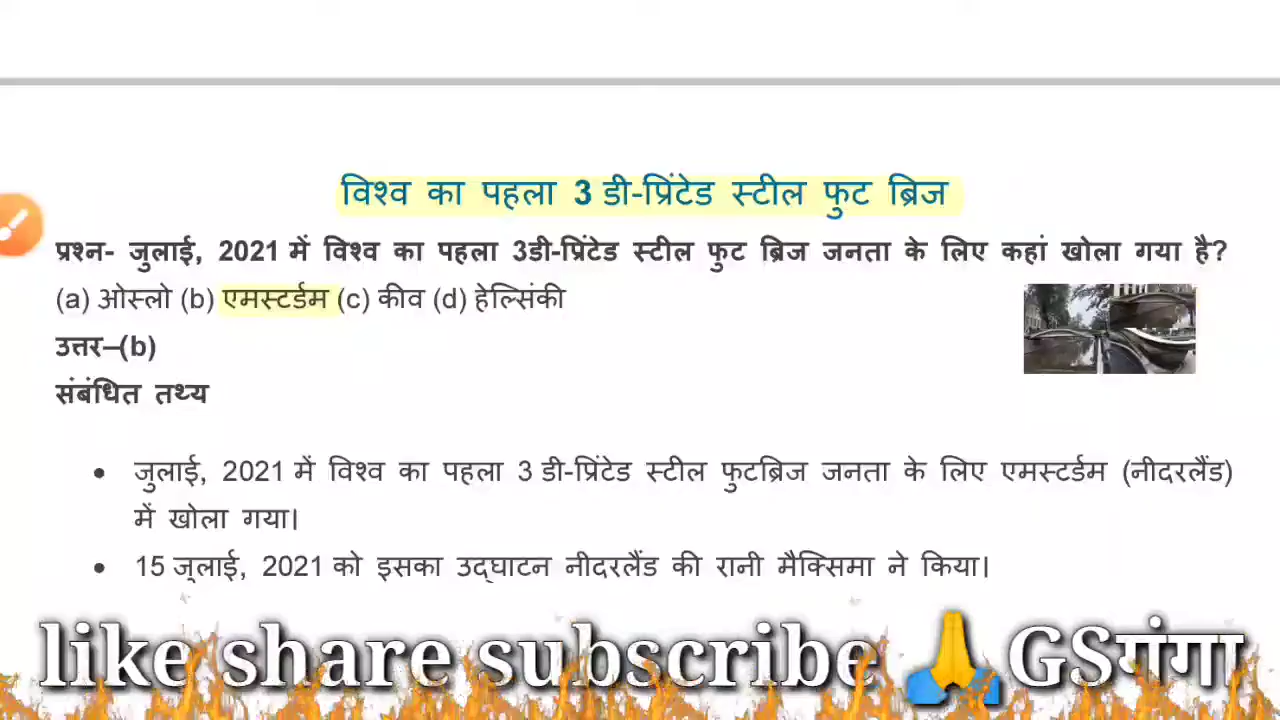 विश्व का पहला 3 डी-प्रिंटेड स्टील फुट ब्रिज
प्रश्न- जुलाई, 2021 में विश्व का पहला 3डी-प्रिंटेड स्टील फुट ब्रिज जनता के लिए कहां खोला गया है?
(a) ओस्लो (b) एमस्टर्डम (c) कीव (d) हेल्सिंकी
उत्तर–(b)
संबंधित तथ्य
• जुलाई, 2021 में विश्व का पहला 3 डी-प्रिंटेड स्टील फुटब्रिज जनता के लिए एमस्टर्डम (नीदरलैंड)
में खोला गया।
• 15 जुलाई, 2021 को इसका उद्घाटन नीदरलैंड की रानी मैक्सिमा ने किया।
like share subscribe 🙏 GSगंगा